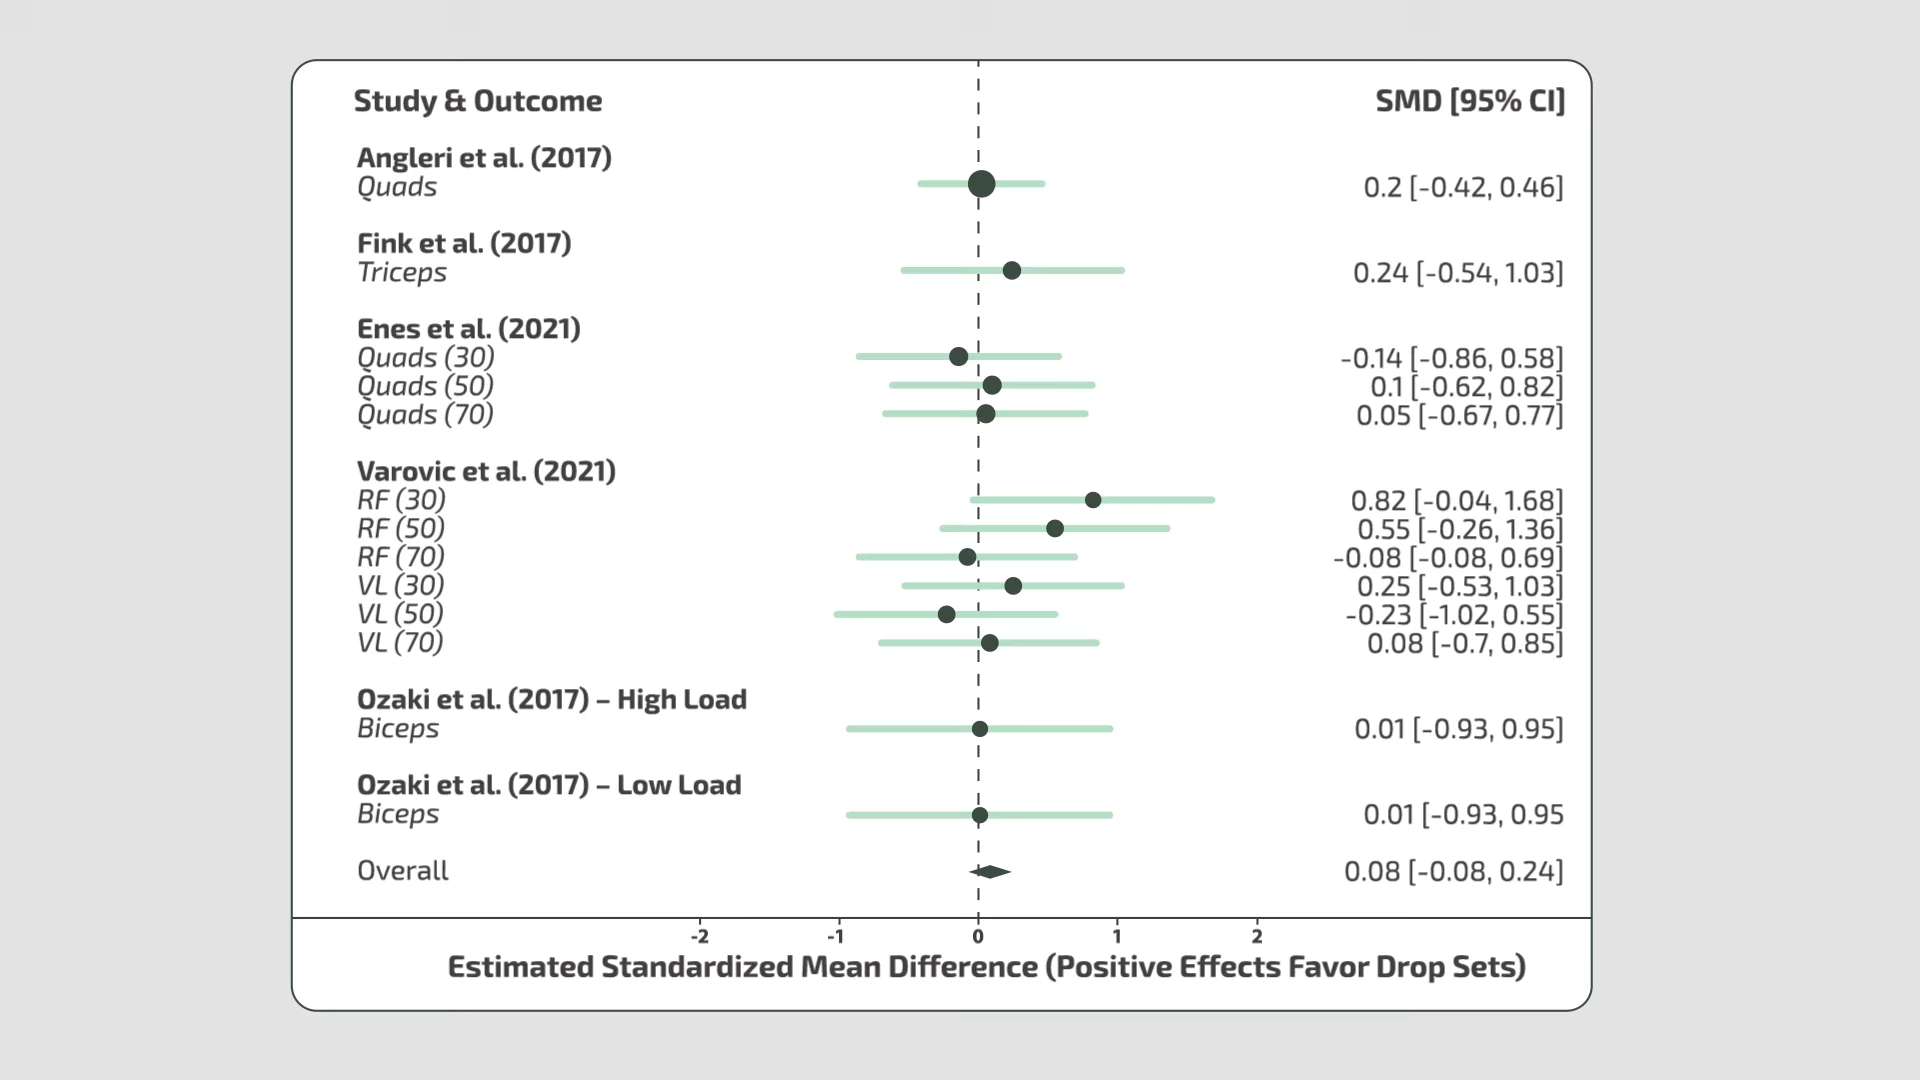 Study & Outcome SMD [95% CI]
Angleri et al. (2017)
Quads 0.2 [-0.42, 0.46]
Fink et al. (2017)
Triceps 0.24 [-0.54, 1.03]
Enes et al. (2021)
Quads (30) -0.14 [-0.86, 0.58]
Quads (50) 0.1 [-0.62, 0.82]
Quads (70) 0.05 [-0.67, 0.77]
Varovic et al. (2021)
RF (30) 0.82 [-0.04, 1.68]
RF (50) 0.55 [-0.26, 1.36]
RF (70) -0.08 [-0.08, 0.69]
VL (30) 0.25 [-0.53, 1.03]
VL (50) -0.23 [-1.02, 0.55]
VL (70) 0.08 [-0.7, 0.85]
Ozaki et al. (2017) – High Load
Biceps 0.01 [-0.93, 0.95]
Ozaki et al. (2017) – Low Load
Biceps 0.01 [-0.93, 0.95
Overall 0.08 [-0.08, 0.24]
-2 -1 0 1 2
Estimated Standardized Mean Difference (Positive Effects Favor Drop Sets)